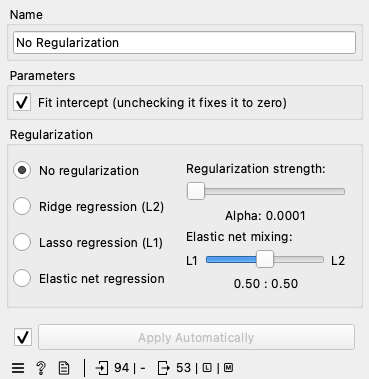 Name
No Regularization
Parameters
Fit intercept (unchecking it fixes it to zero)
Regularization
No regularization
Ridge regression (L2)
Lasso regression (L1)
Elastic net regression
Regularization strength:
Alpha: 0.0001
Elastic net mixing:
L1 L2
0.50 : 0.50
Apply Automatically
? 94 | - 53 | L | M